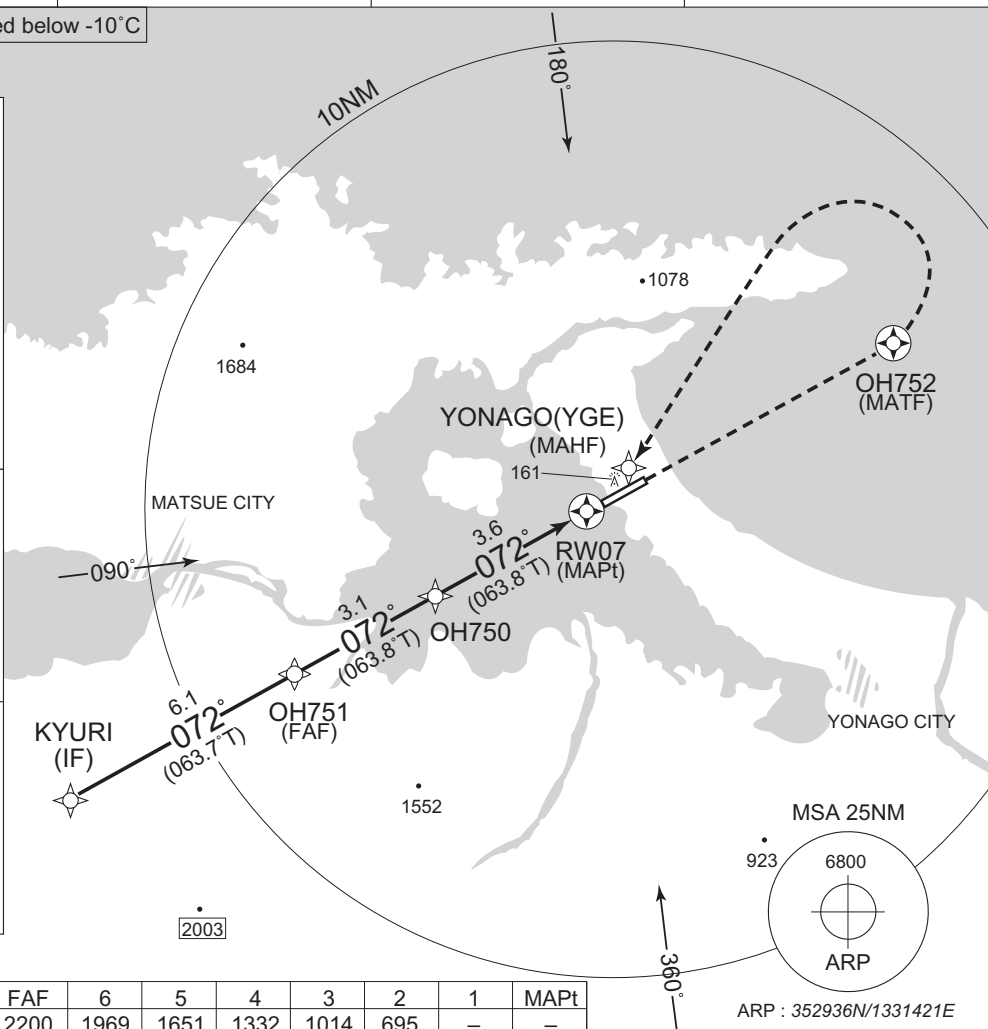 ed below -10˚C
10NM
180˚
1078
1684
OH752
(MATF)
YONAGO(YGE)
(MAHF)
161
MATSUE CITY
RW07
(MAPt)
3.6
072˚
(063.8˚T)
090˚
3.1
072˚
(063.8˚T)
OH750
OH751
(FAF)
6.1
072˚
(063.7˚T)
KYURI
(IF)
YONAGO CITY
1552
MSA 25NM
923
6800
2003
ARP
360˚
FAF 6 5 4 3 2 1 MAPt
2200 1969 1651 1332 1014 695 – –
ARP : 352936N/1331421E